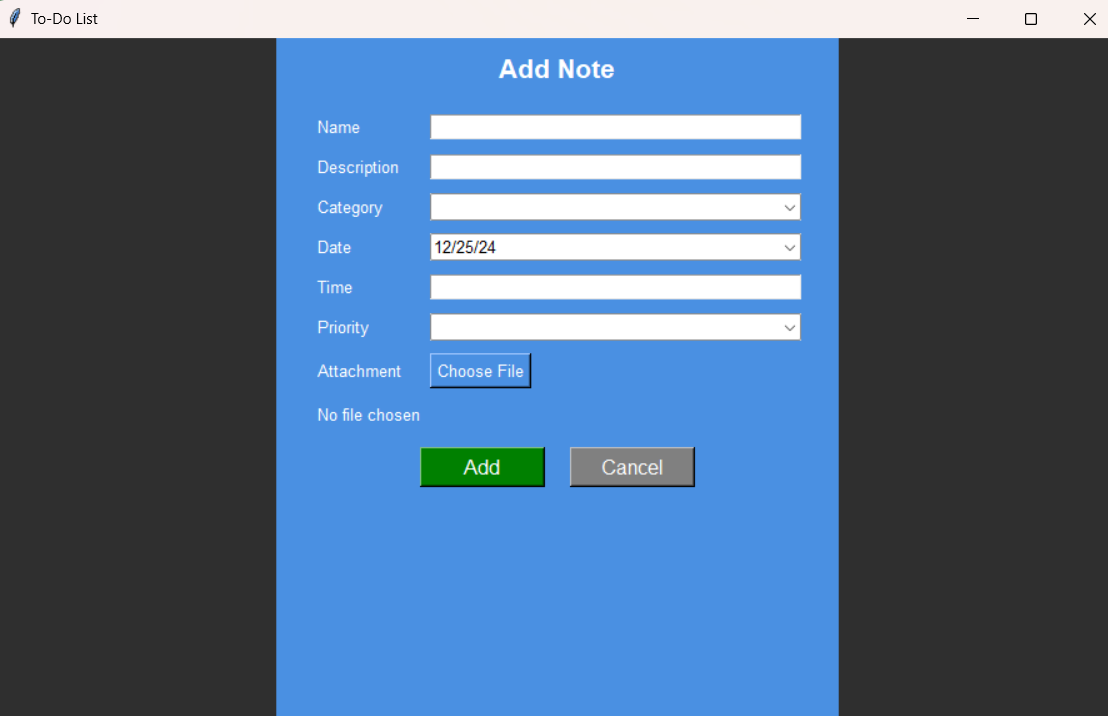 To-Do List
Add Note
Name
Description
Category
Date 12/25/24
Time
Priority
Attachment Choose File
No file chosen
Add Cancel